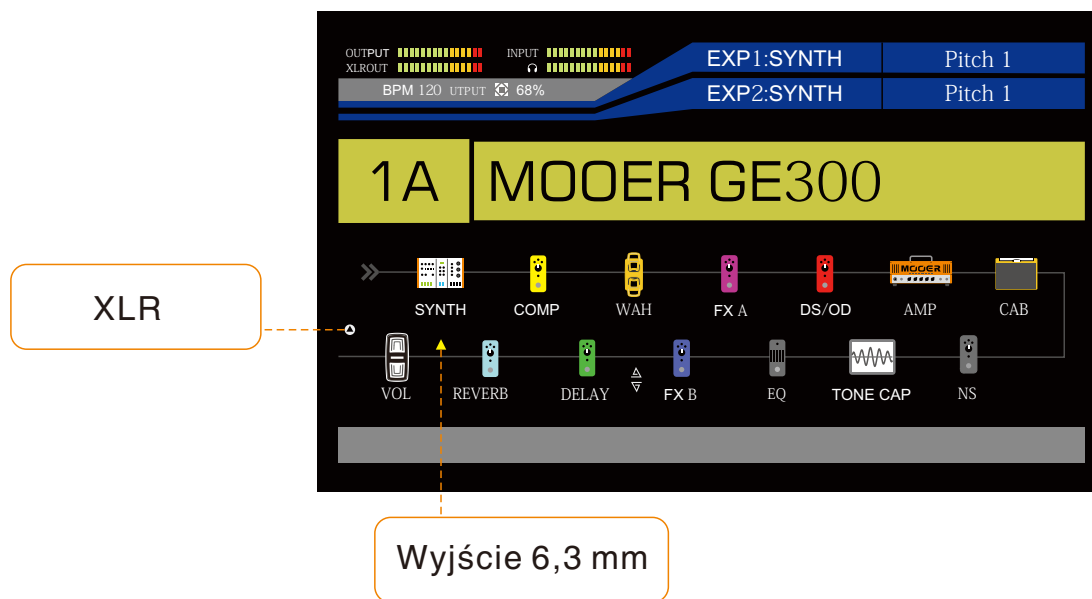 OUTPUT INPUT
XLROUT
BPM 120 UTPUT 68%
EXP1:SYNTH Pitch 1
EXP2:SYNTH Pitch 1
1A MOOER GE300
MOOER
SYNTH COMP WAH FX A DS/OD AMP CAB
XLR
VOL REVERB DELAY FX B EQ TONE CAP NS
Wyjście 6,3 mm